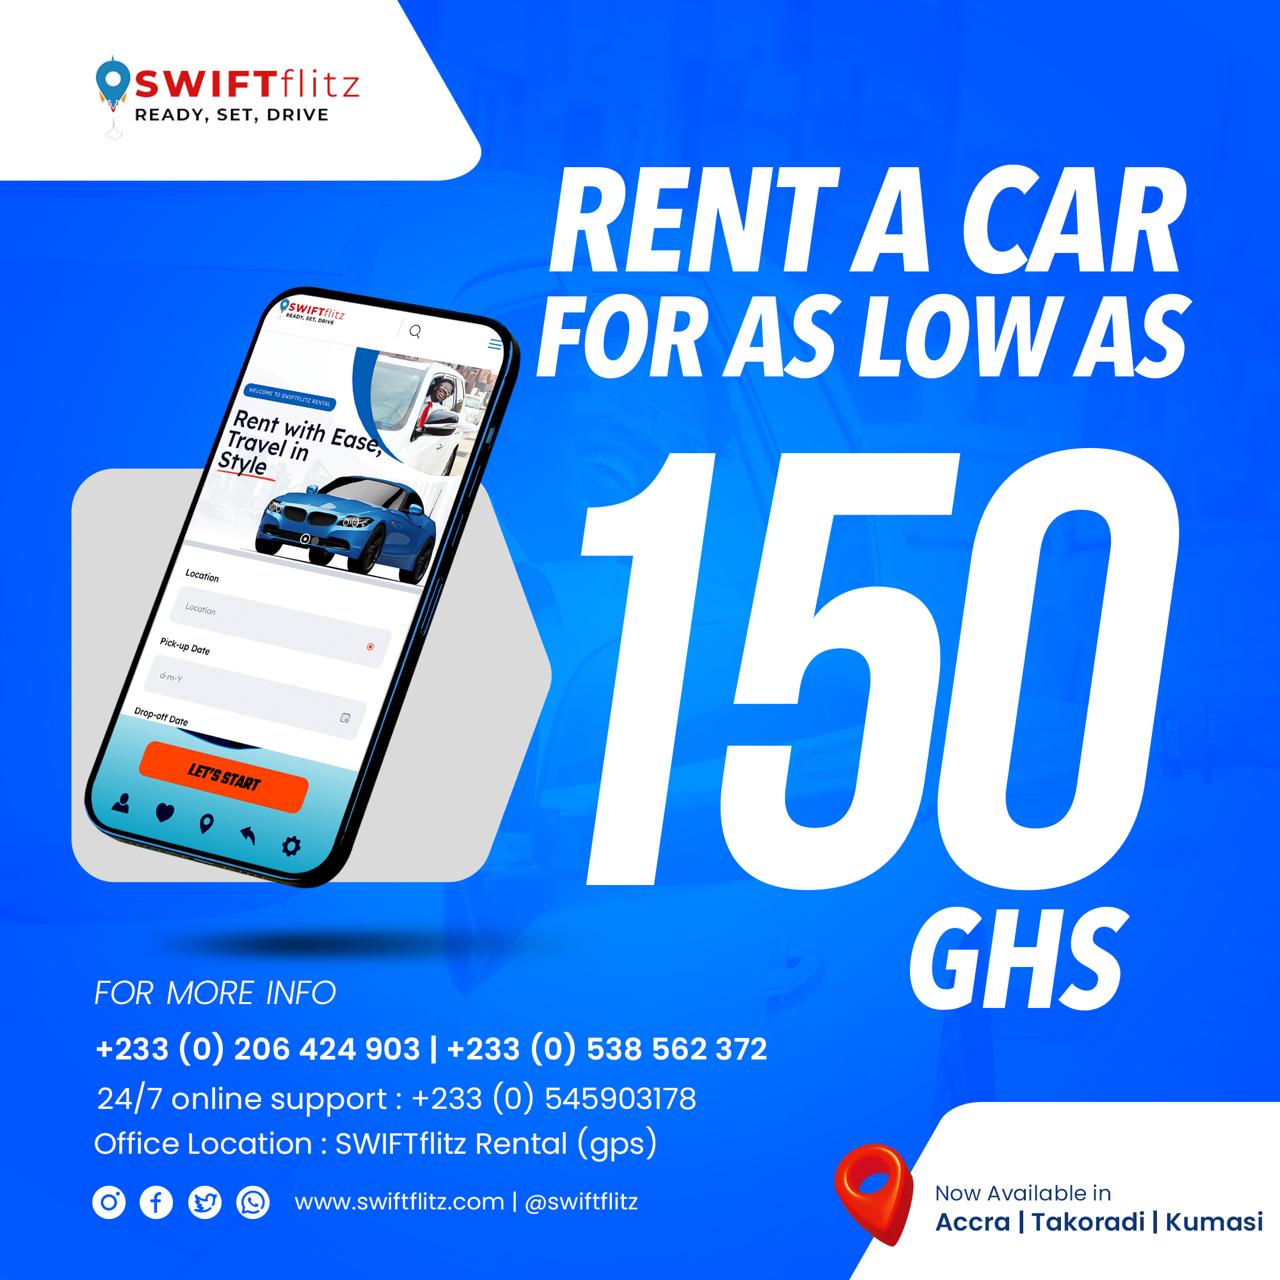 SWIFTflitz
READY, SET, DRIVE
RENT A CAR
FOR AS LOW AS
150
GHS
SWIFTflitz
READY, SET, DRIVE
WELCOME TO SWIFTFLITZ RENTAL
Rent with Ease,
Travel in
Style
Location
Location
Pick-up Date
d-m-Y
Drop-off Date
LET'S START
FOR MORE INFO
+233 (0) 206 424 903 | +233 (0) 538 562 372
24/7 online support : +233 (0) 545903178
Office Location : SWIFTflitz Rental (gps)
www.swiftflitz.com | @swiftflitz
Now Available in
Accra | Takoradi | Kumasi